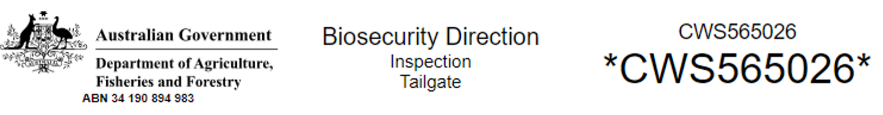 Australian Government
Department of Agriculture,
Fisheries and Forestry
ABN 34 190 894 983
Biosecurity Direction
Inspection
Tailgate
CWS565026
*CWS565026*